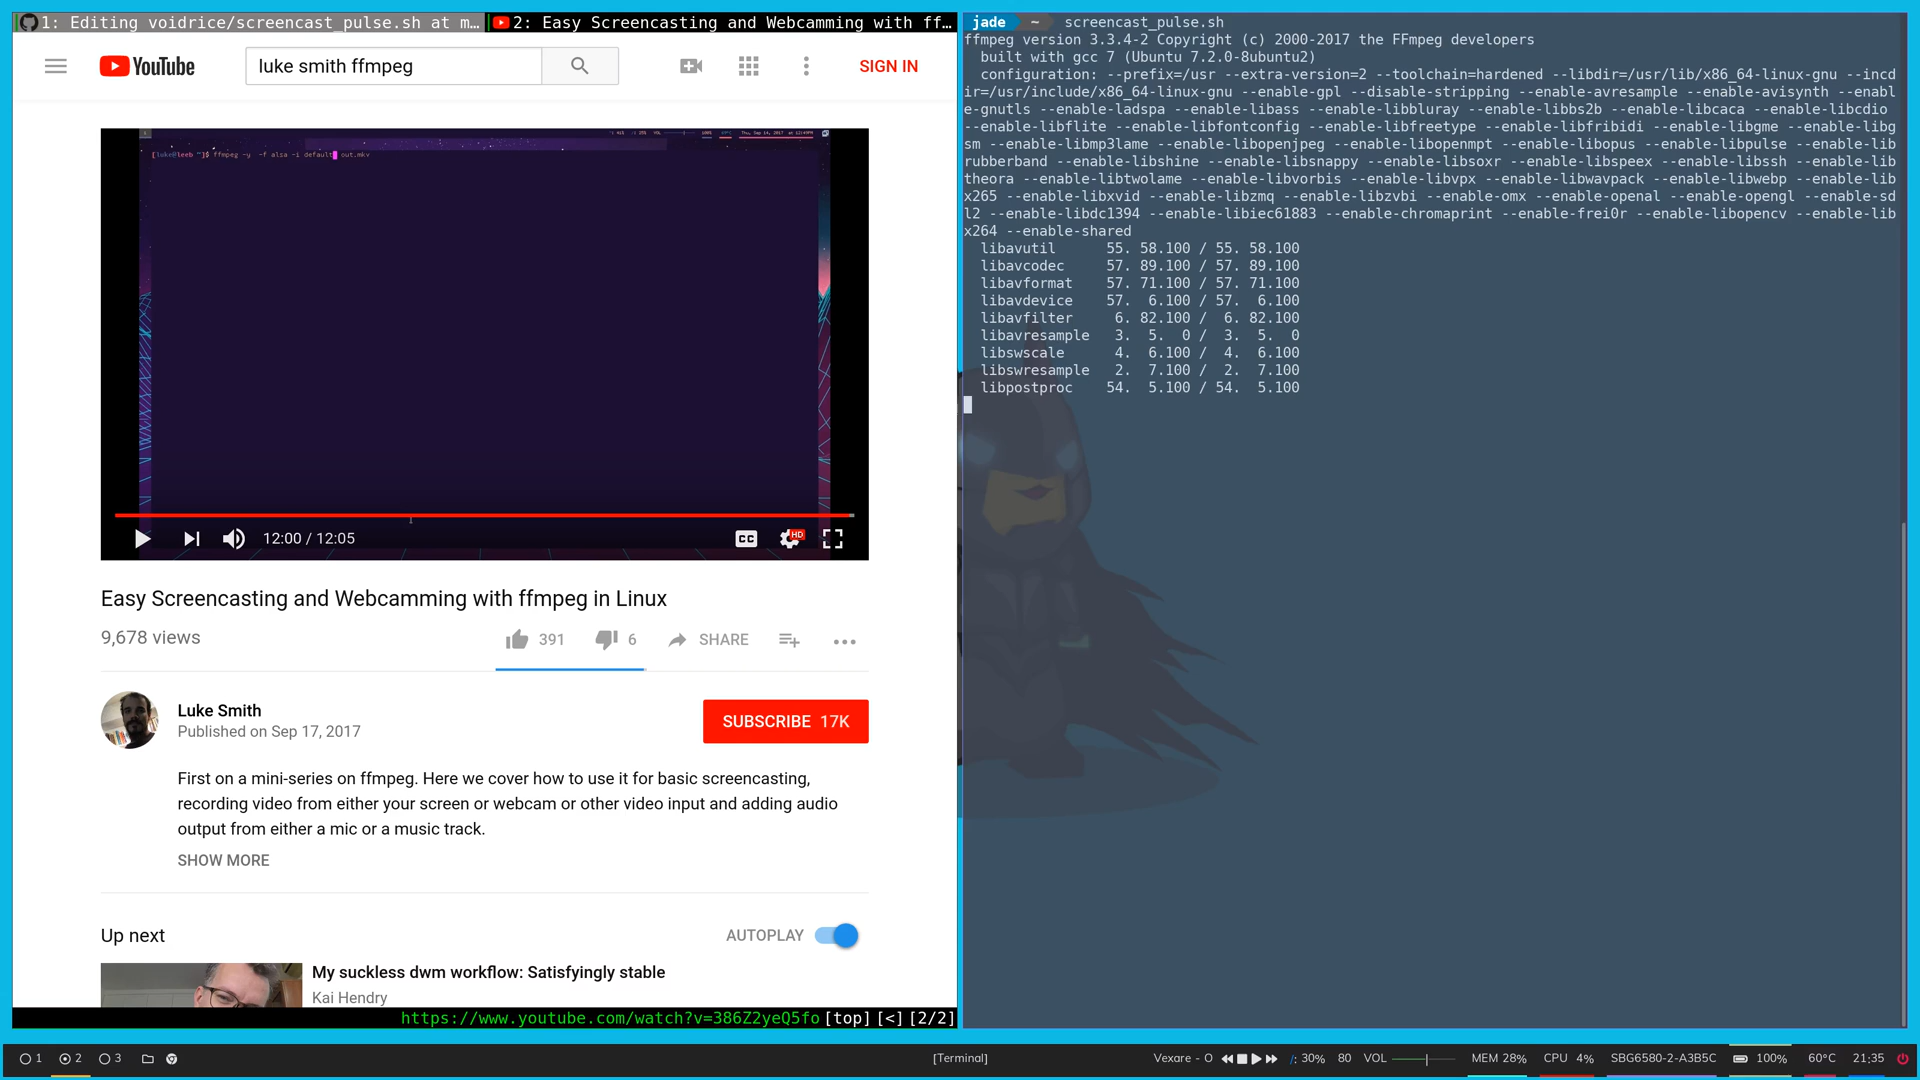 1: Editing voidrice/screencast_pulse.sh at m…
2: Easy Screencasting and Webcamming with ff…
YouTube
luke smith ffmpeg
SIGN IN
[luke@leeb ~]$ ffmpeg -y -f alsa -i default out.mkv
12:00 / 12:05
CC
HD
Easy Screencasting and Webcamming with ffmpeg in Linux
9,678 views
391
6
SHARE
Luke Smith
Published on Sep 17, 2017
SUBSCRIBE 17K
First on a mini-series on ffmpeg. Here we cover how to use it for basic screencasting,
recording video from either your screen or webcam or other video input and adding audio
output from either a mic or a music track.
SHOW MORE
Up next
AUTOPLAY
My suckless dwm workflow: Satisfyingly stable
Kai Hendry
https://www.youtube.com/watch?v=386Z2yeQ5fo [top] [<] [2/2]
jade ~ screencast_pulse.sh
ffmpeg version 3.3.4-2 Copyright (c) 2000-2017 the FFmpeg developers
built with gcc 7 (Ubuntu 7.2.0-8ubuntu2)
configuration: --prefix=/usr --extra-version=2 --toolchain=hardened --libdir=/usr/lib/x86_64-linux-gnu --incd
ir=/usr/include/x86_64-linux-gnu --enable-gpl --disable-stripping --enable-avresample --enable-avisynth --enabl
e-gnutls --enable-ladspa --enable-libass --enable-libbluray --enable-libbs2b --enable-libcaca --enable-libcdio
--enable-libflite --enable-libfontconfig --enable-libfreetype --enable-libfribidi --enable-libgme --enable-libg
sm --enable-libmp3lame --enable-libopenjpeg --enable-libopenmpt --enable-libopus --enable-libpulse --enable-lib
rubberband --enable-libshine --enable-libsnappy --enable-libsoxr --enable-libspeex --enable-libssh --enable-lib
theora --enable-libtwolame --enable-libvorbis --enable-libvpx --enable-libwavpack --enable-libwebp --enable-lib
x265 --enable-libxvid --enable-libzmq --enable-libzvbi --enable-omx --enable-openal --enable-opengl --enable-sd
l2 --enable-libdc1394 --enable-libiec61883 --enable-chromaprint --enable-frei0r --enable-libopencv --enable-lib
x264 --enable-shared
libavutil 55. 58.100 / 55. 58.100
libavcodec 57. 89.100 / 57. 89.100
libavformat 57. 71.100 / 57. 71.100
libavdevice 57. 6.100 / 57. 6.100
libavfilter 6. 82.100 / 6. 82.100
libavresample 3. 5. 0 / 3. 5. 0
libswscale 4. 6.100 / 4. 6.100
libswresample 2. 7.100 / 2. 7.100
libpostproc 54. 5.100 / 54. 5.100
1 2 3 [Terminal] Vexare - O /: 30% 80 VOL MEM 28% CPU 4% SBG6580-2-A3B5C 100% 60°C 21:35